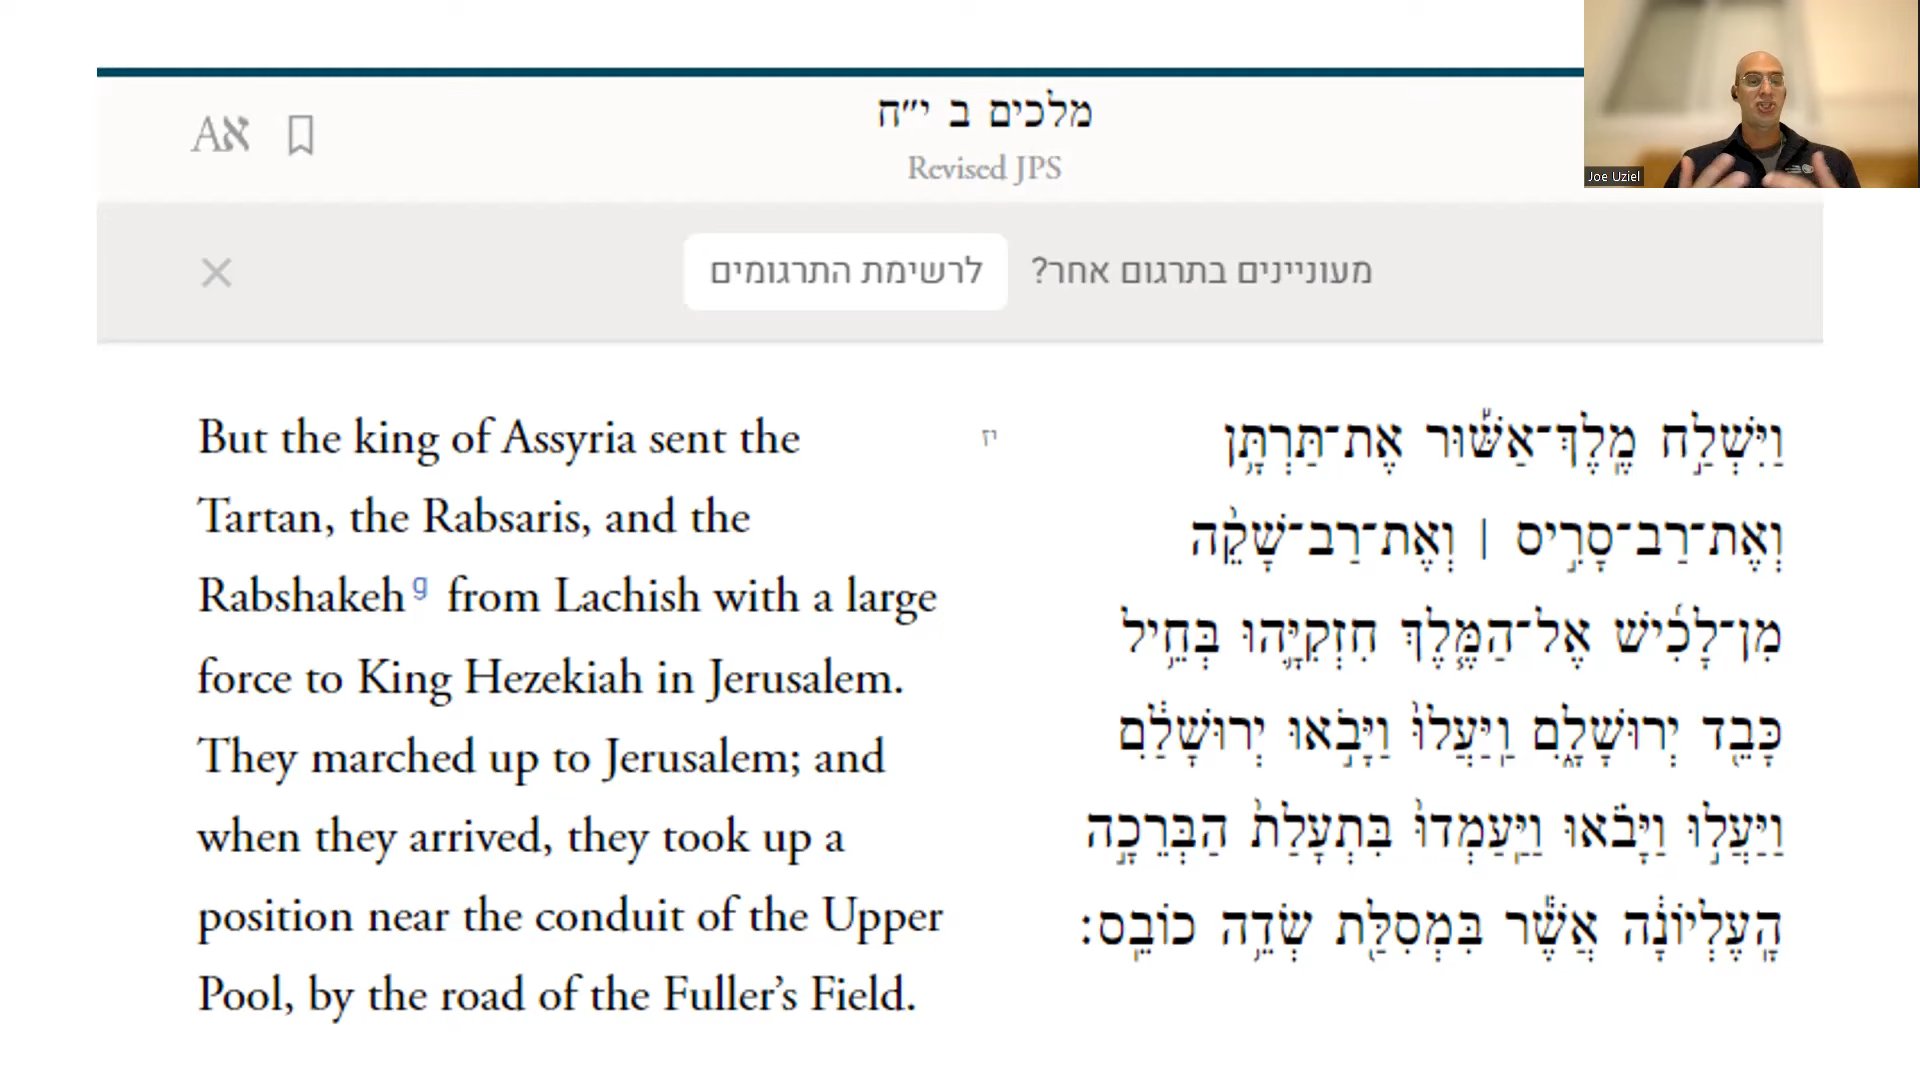 Aא
מלכים ב י״ח
Revised JPS
Joe Uziel
מעוניינים בתרגום אחר? לרשימת התרגומים
But the king of Assyria sent the
Tartan, the Rabsaris, and the
Rabshakeh g from Lachish with a large
force to King Hezekiah in Jerusalem.
They marched up to Jerusalem; and
when they arrived, they took up a
position near the conduit of the Upper
Pool, by the road of the Fuller’s Field.
יז
וַיִּשְׁלַ֣ח מֶֽלֶךְ־אַשּׁ֡וּר אֶת־תַּרְתָּ֥ן
וְאֶת־רַב־סָרִ֣יס ׀ וְאֶת־רַב־שָׁקֵ֨ה
מִן־לָכִ֜ישׁ אֶל־הַמֶּ֧לֶךְ חִזְקִיָּ֛הוּ בְּחֵ֥יל
כָּבֵ֖ד יְרוּשָׁלָ֑͏ִם וַֽיַּעֲלוּ֙ וַיָּבֹ֣אוּ יְרוּשָׁלַ֔͏ִם
וַיַּעֲל֣וּ וַיָּבֹ֗אוּ וַיַּֽעַמְדוּ֙ בִּתְעָלַת֙ הַבְּרֵכָ֣ה
הָֽעֶלְיוֹנָ֔ה אֲשֶׁ֕ר בִּמְסִלַּ֖ת שְׂדֵ֥ה כוֹבֵֽס׃